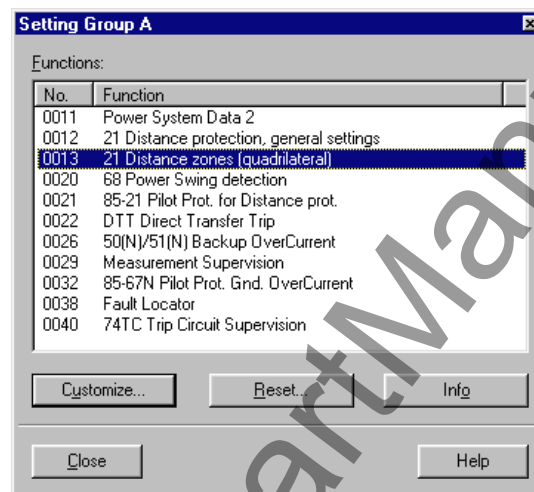 Setting Group A
Functions:
No. Function
0011 Power System Data 2
0012 21 Distance protection, general settings
0013 21 Distance zones (quadrilateral)
0020 68 Power Swing detection
0021 85-21 Pilot Prot. for Distance prot.
0022 DTT Direct Transfer Trip
0026 50(N)/51(N) Backup OverCurrent
0029 Measurement Supervision
0032 85-67N Pilot Prot. Gnd. OverCurrent
0038 Fault Locator
0040 74TC Trip Circuit Supervision
Customize... Reset... Info
Close Help